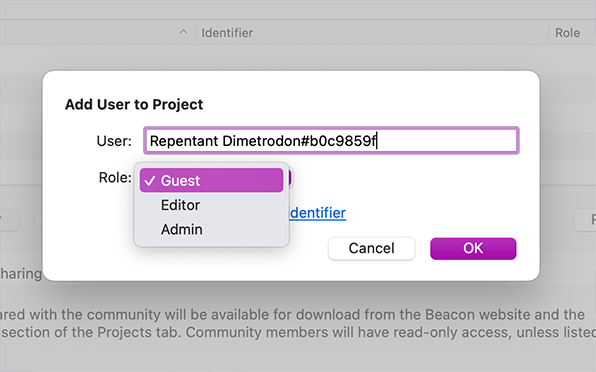 Identifier Role
Add User to Project
User: Repentant Dimetrodon#b0c9859f
Role: Guest
Editor
identifier
Admin
Cancel OK
haring
ared with the community will be available for download from the Beacon website and the
section of the Projects tab. Community members will have read-only access, unless listed